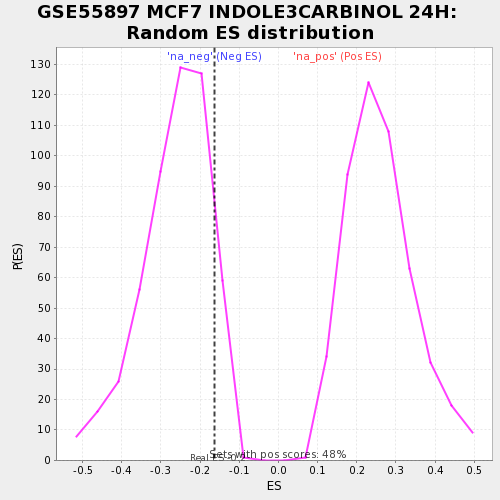 GSE55897 MCF7 INDOLE3CARBINOL 24H:
Random ES distribution
'na_neg' (Neg ES) 'na_pos' (Pos ES)
130
120
110
100
90
80
70
60
50
40
30
20
10
0
P(ES)
Sets with pos scores: 48%
Real
-0.5 -0.4 -0.3 -0.2 -0.1 0.0 0.1 0.2 0.3 0.4 0.5
ES